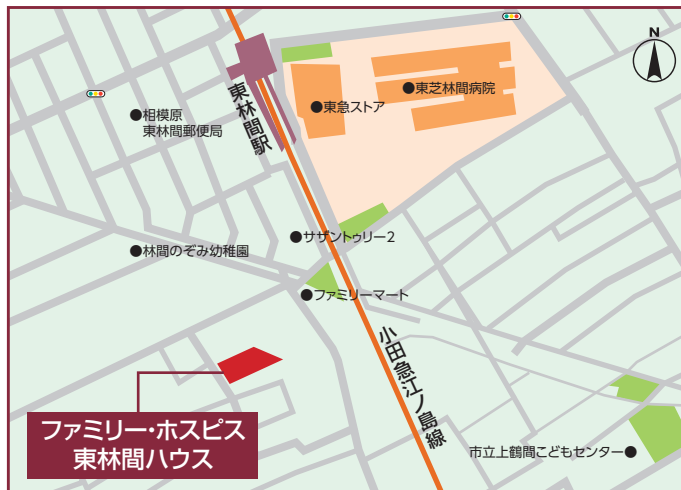 N
東芝林間病院
東急ストア
相模原
東林間郵便局
東林間駅
サザントゥリー2
林間のぞみ幼稚園
ファミリーマート
小田急江ノ島線
ファミリー・ホスピス
東林間ハウス
市立上鶴間こどもセンター